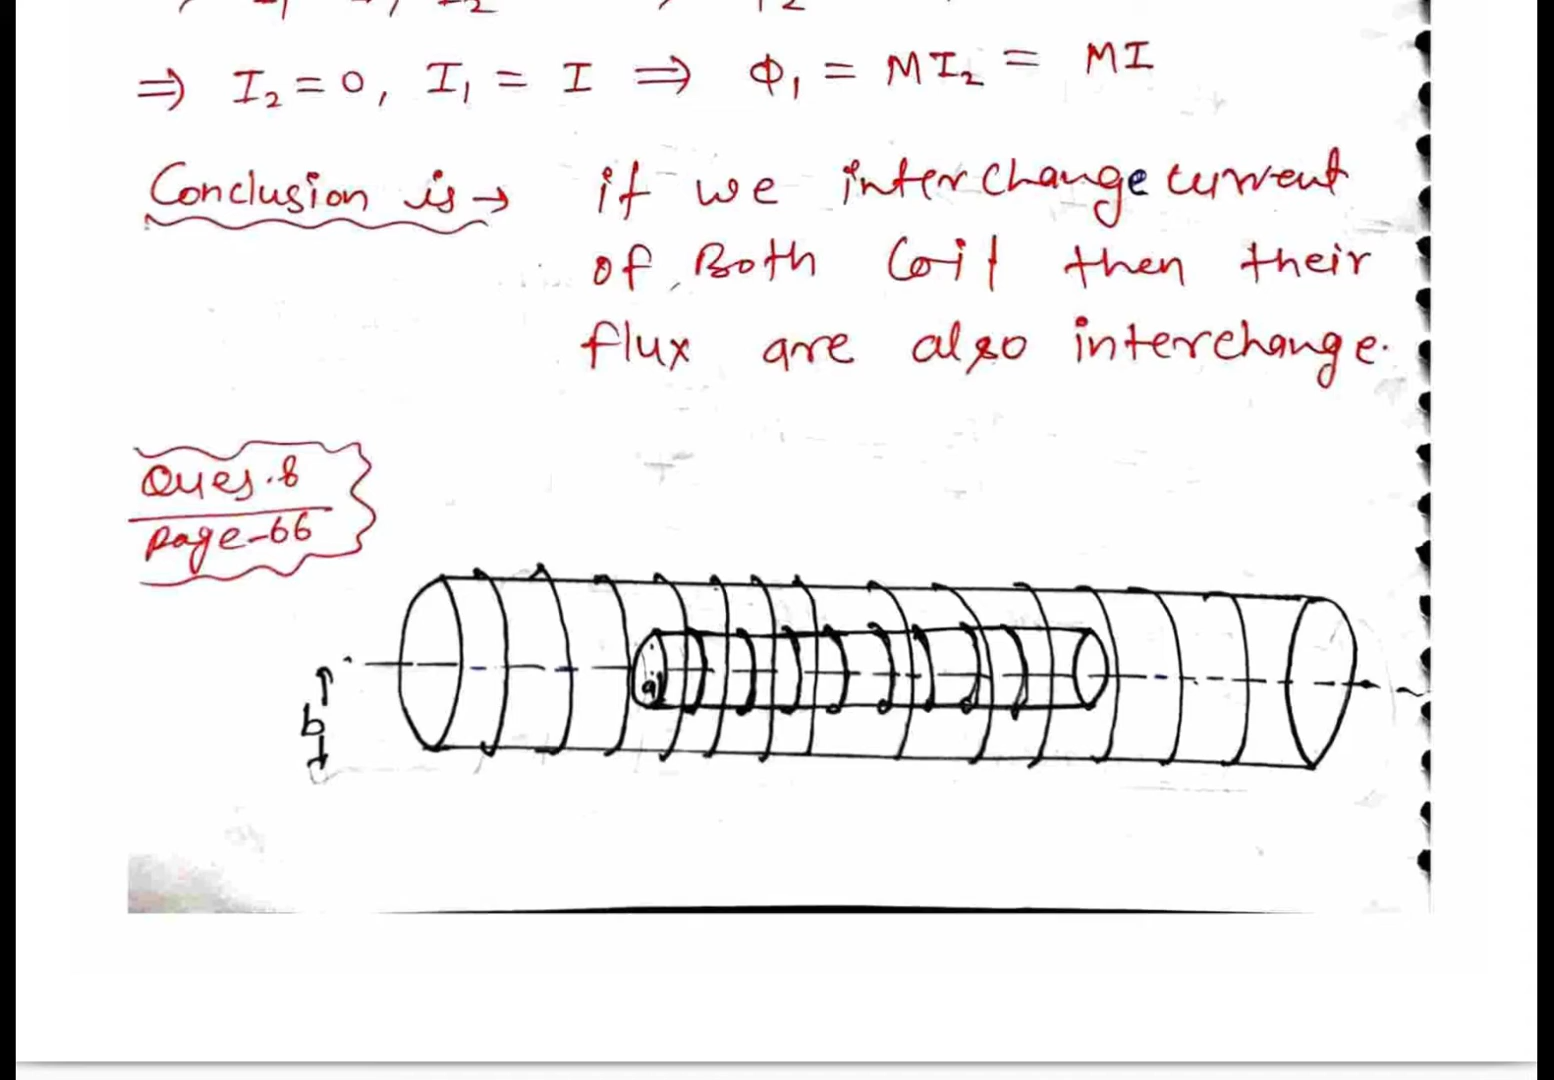 ⇒ I₂ = 0, I₁ = I ⇒ Φ₁ = MI₂ = MI
Conclusion is → if we interchange current
of Both Coil then their
flux are also interchange.
Ques.8
Page-66
a
b